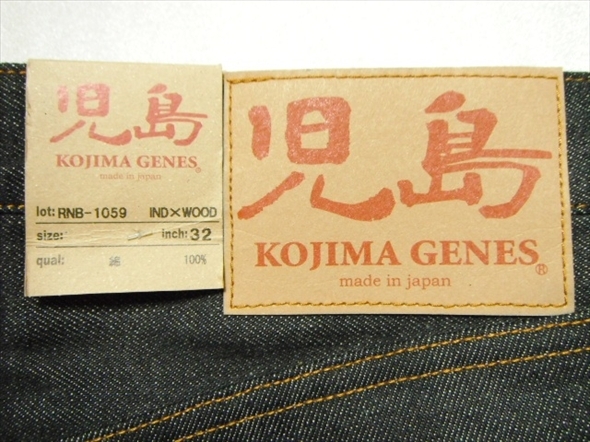 児島
KOJIMA GENES®
made in japan
lot: RNB-1059 IND×WOOD
size: inch: 32
qual: 綿 100%
児島
KOJIMA GENES®
made in japan